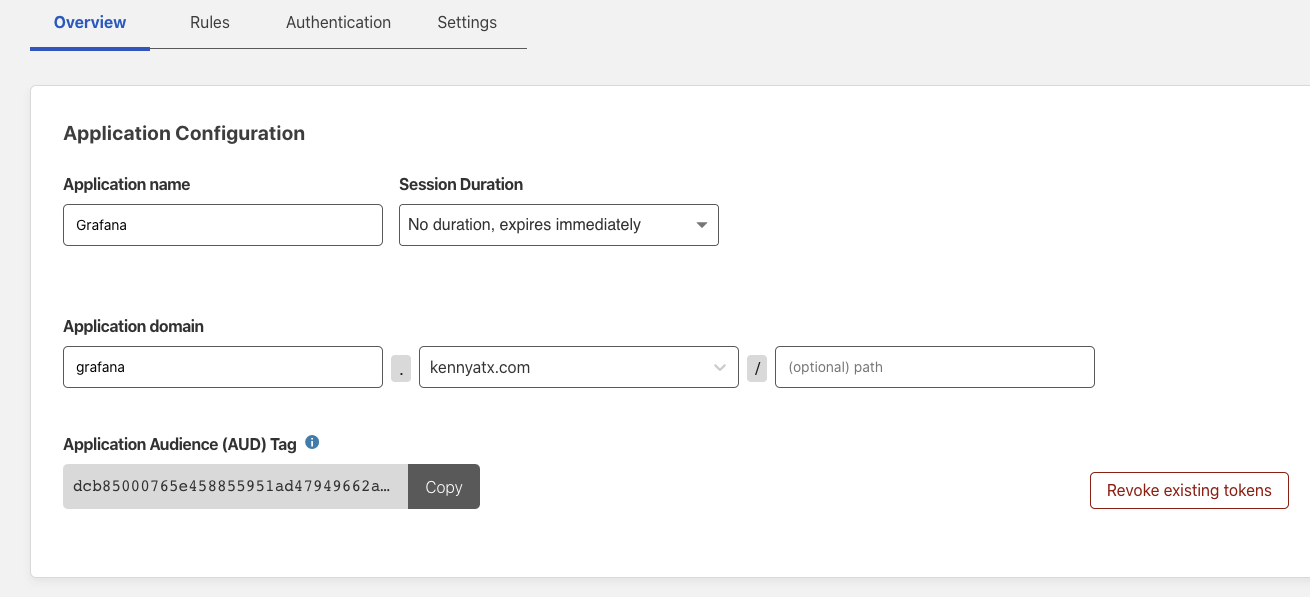 Overview Rules Authentication Settings
Application Configuration
Application name Session Duration
Grafana No duration, expires immediately
Application domain
grafana . kennyatx.com / (optional) path
Application Audience (AUD) Tag
dcb85000765e458855951ad47949662a… Copy Revoke existing tokens